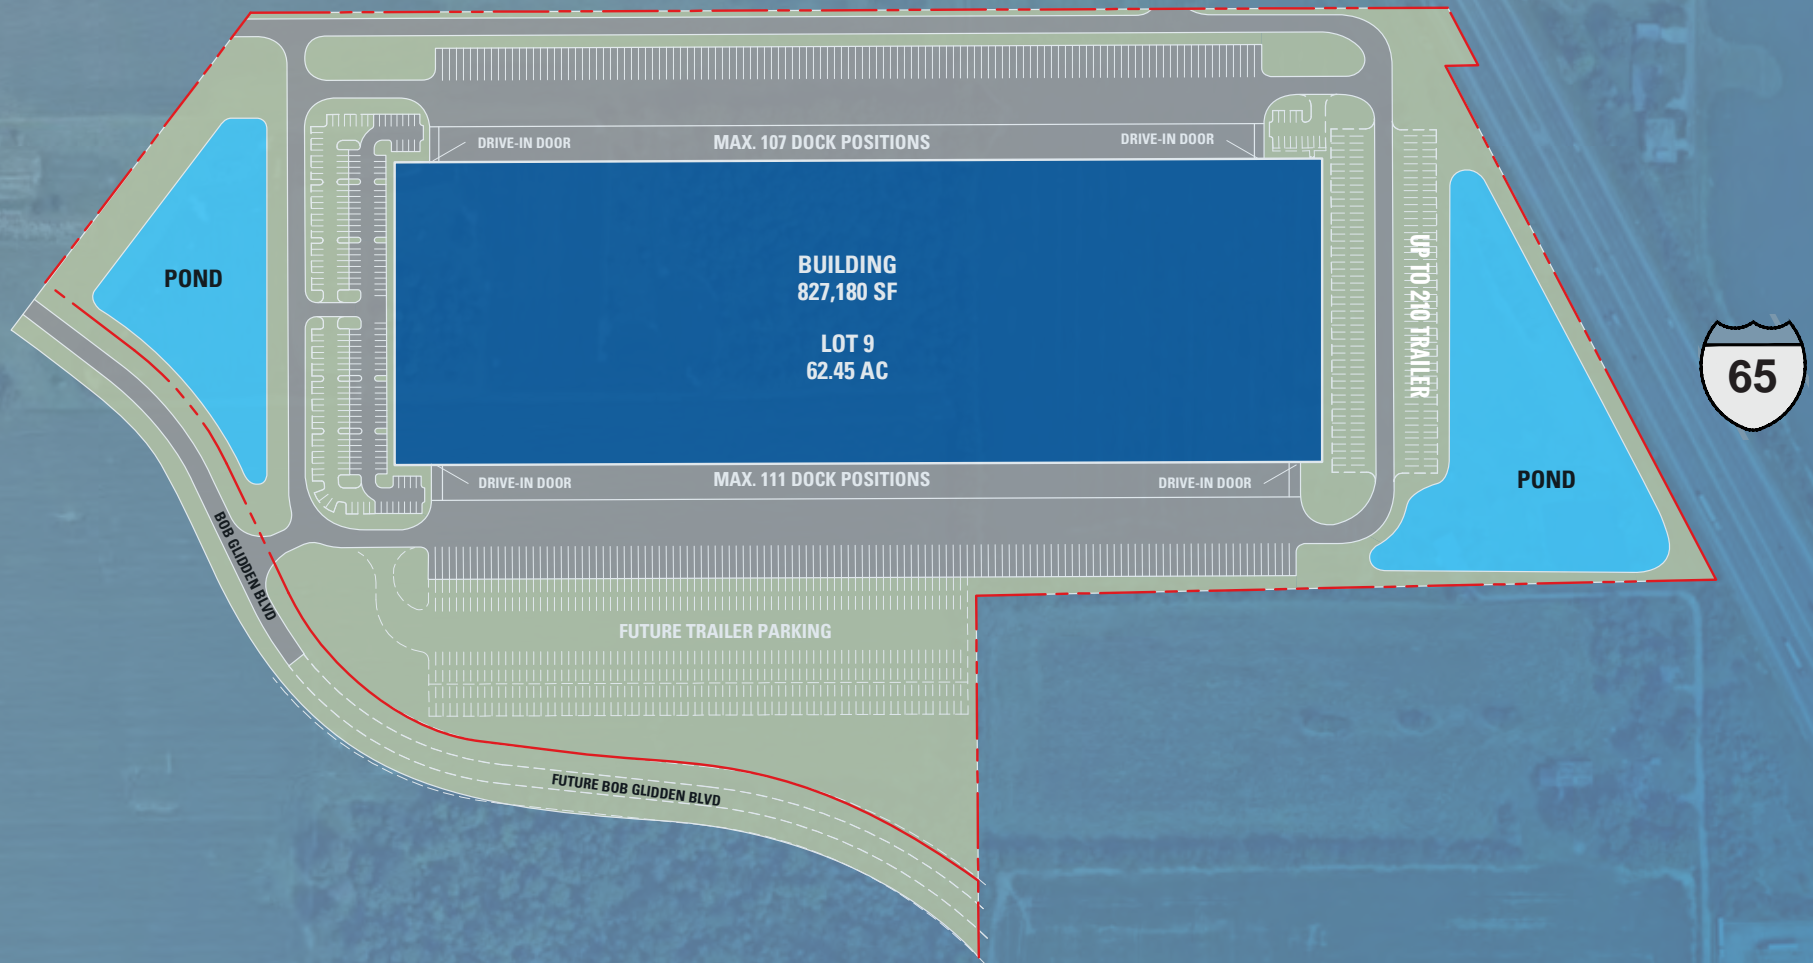 DRIVE-IN DOOR
MAX. 107 DOCK POSITIONS
DRIVE-IN DOOR
POND
BUILDING
827,180 SF
LOT 9
62.45 AC
UP TO 210 TRAILER
65
DRIVE-IN DOOR
MAX. 111 DOCK POSITIONS
DRIVE-IN DOOR
POND
BOB GLIDDEN BLVD
FUTURE TRAILER PARKING
FUTURE BOB GLIDDEN BLVD